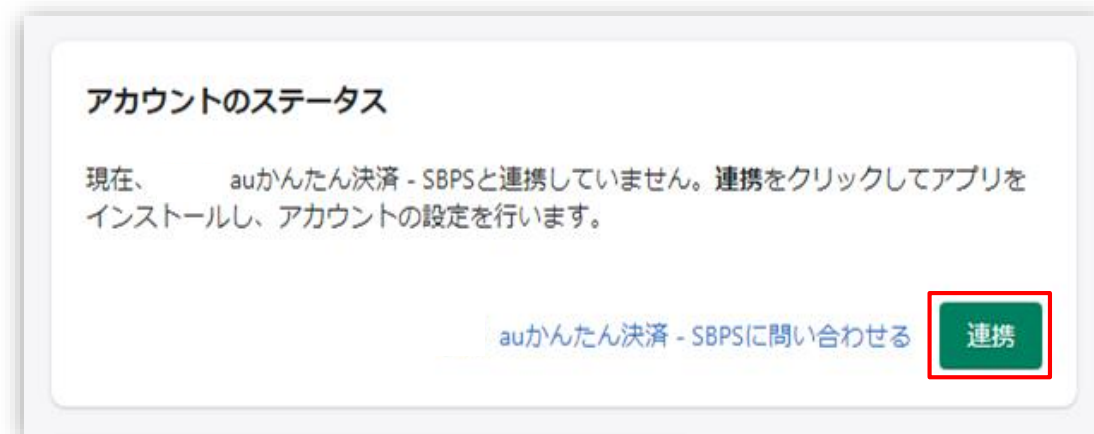 アカウントのステータス
現在、 auかんたん決済 - SBPSと連携していません。連携をクリックしてアプリを
インストールし、アカウントの設定を行います。
auかんたん決済 - SBPSに問い合わせる
連携